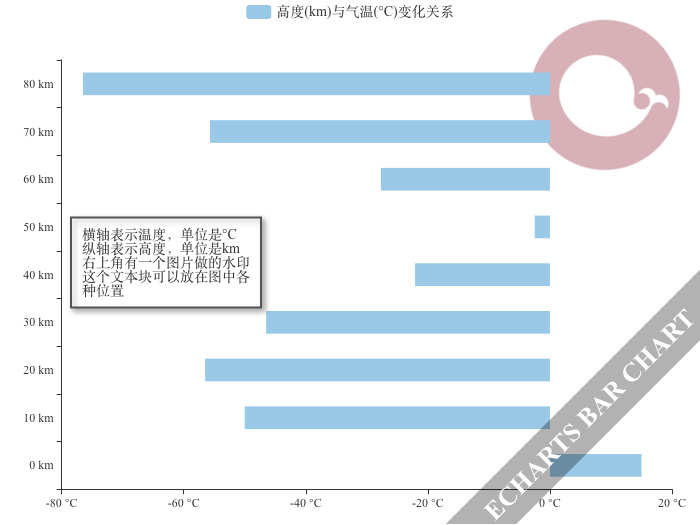 高度(km)与气温(°C)变化关系
80 km
70 km
60 km
50 km
40 km
30 km
20 km
10 km
0 km
横轴表示温度，单位是°C
纵轴表示高度，单位是km
右上角有一个图片做的水印
这个文本块可以放在图中各
种位置
ECHARTS BAR CHART
-80 °C
-60 °C
-40 °C
-20 °C
0 °C
20 °C